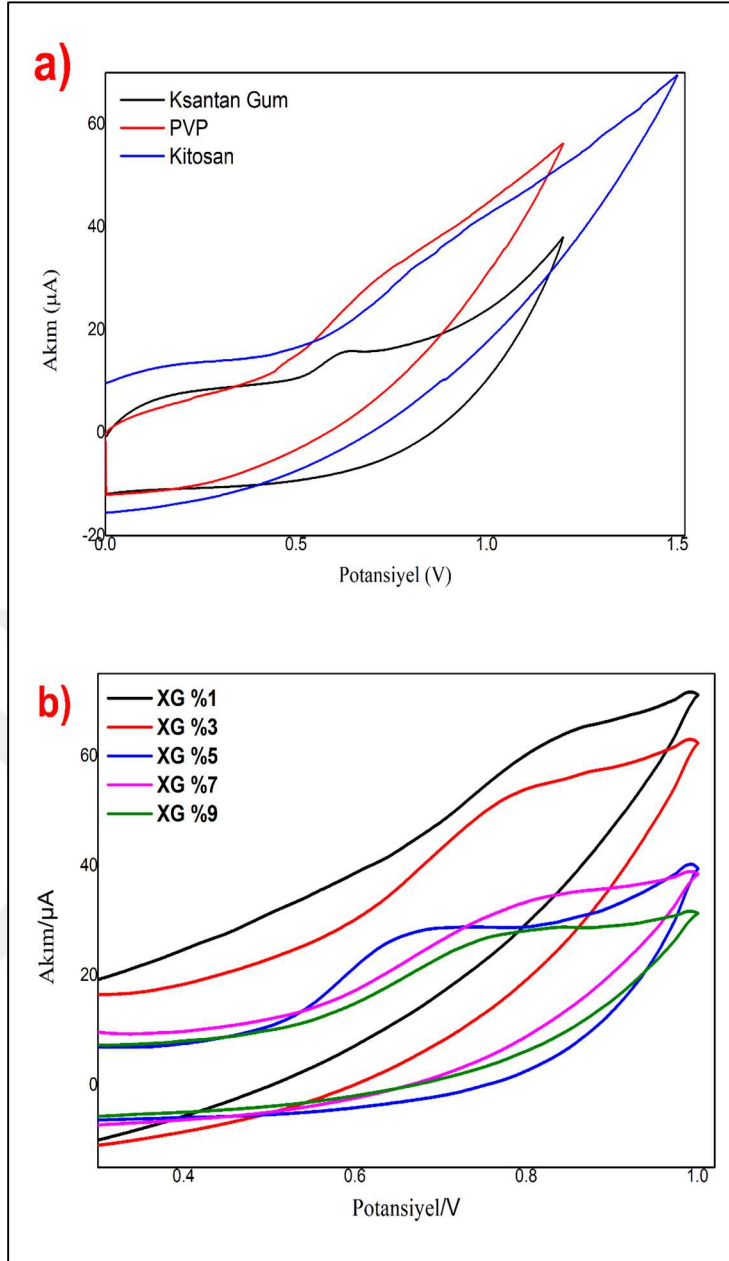 a)
Ksantan Gum
PVP
Kitosan
60
40
20
0
-20
Akım (µA)
0.0
0.5
1.0
1.5
Potansiyel (V)
b)
XG %1
XG %3
XG %5
XG %7
XG %9
60
40
20
0
Akım/µA
0.4
0.6
0.8
1.0
Potansiyel/V